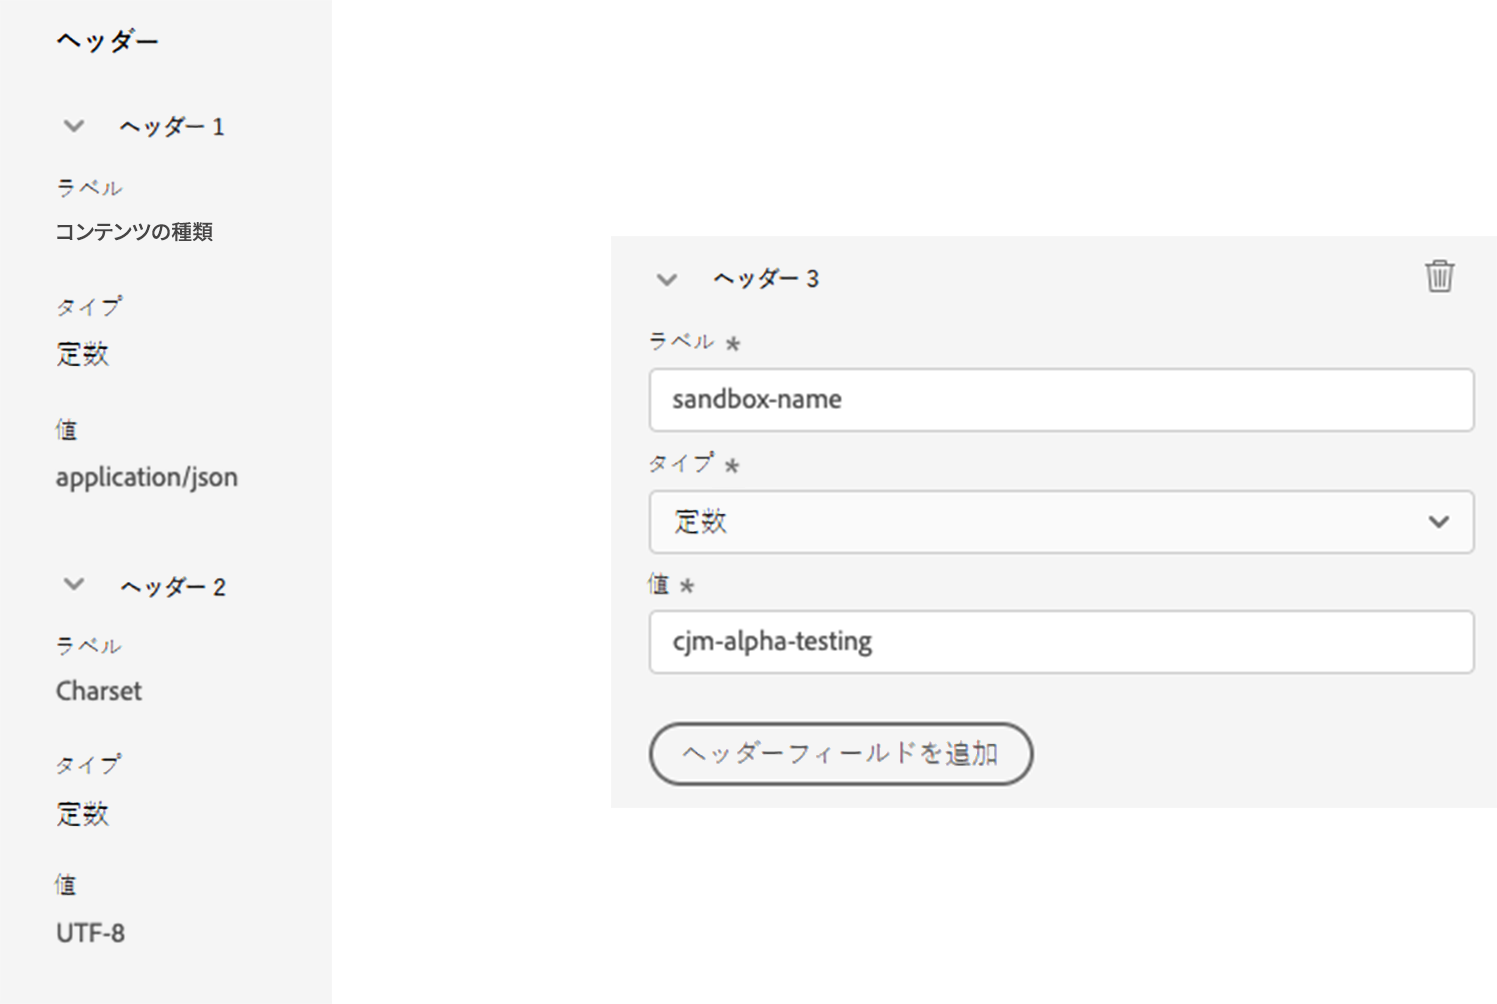 ヘッダー
ヘッダー 1
ラベル
コンテンツの種類
タイプ
定数
値
application/json
ヘッダー 2
ラベル
Charset
タイプ
定数
値
UTF-8
ヘッダー 3
ラベル *
sandbox-name
タイプ *
定数
値 *
cjm-alpha-testing
ヘッダーフィールドを追加